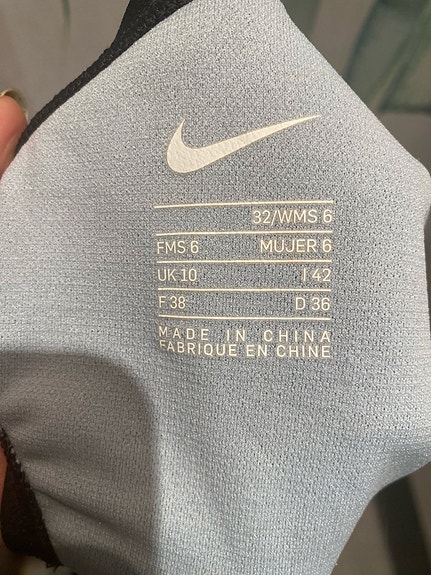 32/WMS 6
FMS 6 MUJER 6
UK 10 I 42
F 38 D 36
MADE IN CHINA
FABRIQUE EN CHINE